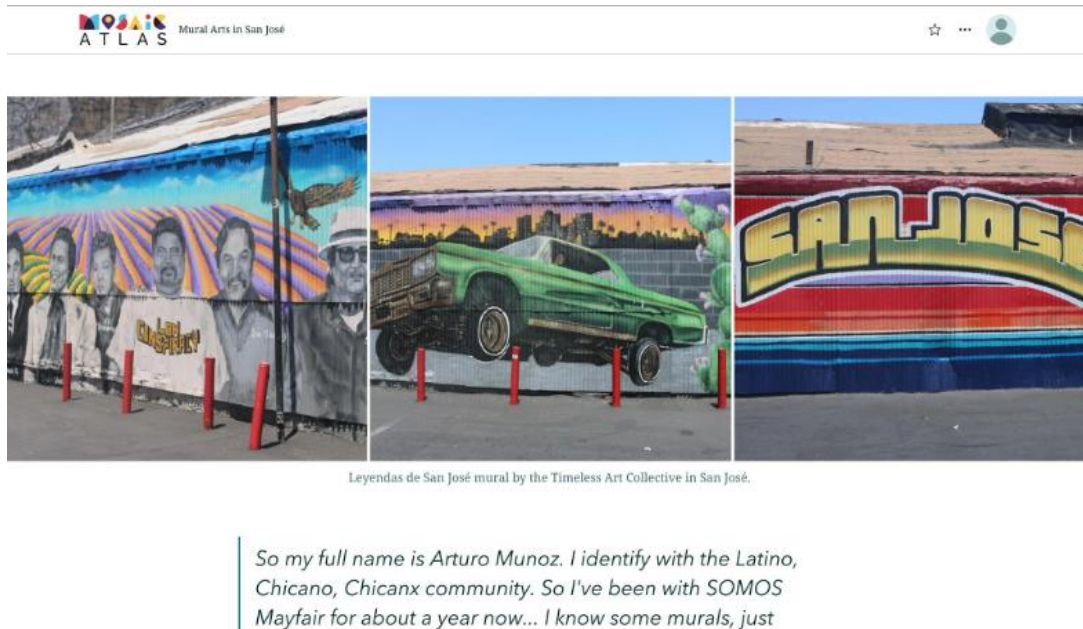 MOSAIC
ATLAS
Mural Arts in San José
LOW
CONSPIRACY
SAN JOSE
Leyendas de San José mural by the Timeless Art Collective in San José.
So my full name is Arturo Munoz. I identify with the Latino,
Chicano, Chicanx community. So I've been with SOMOS
Mayfair for about a year now... I know some murals, just